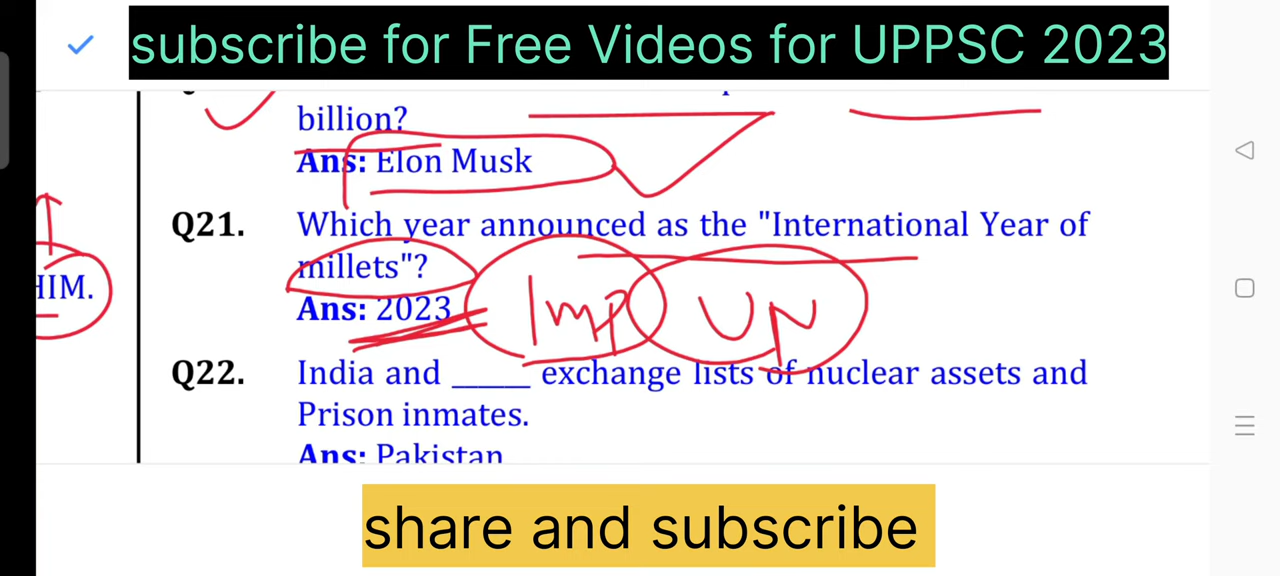 subscribe for Free Videos for UPPSC 2023
billion?
Ans: Elon Musk
Q21. Which year announced as the "International Year of
millets"?
HIM.
Ans: 2023 Imp UN
Q22. India and ______ exchange lists of nuclear assets and
Prison inmates.
Ans: Pakistan
share and subscribe